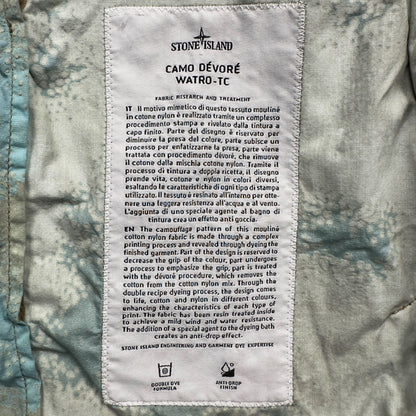 STONE ISLAND
CAMO DÉVORÉ
WATRO-TC
FABRIC RESEARCH AND TREATMENT
IT Il motivo mimetico di questo tessuto mouliné
in cotone nylon è realizzato tramite un complesso
procedimento stampa e rivelato dalla tintura a
capo finito. Parte del disegno è riservato per
diminuire la presa del colore, parte subisce un
processo per enfatizzarne la presa, parte viene
trattata con procedimento dévoré, che rimuove
il cotone dalla mischia cotone nylon. Tramite il
processo di tintura a doppia ricetta, il disegno
prende vita, cotone e nylon in colori diversi,
esaltando le caratteristiche di ogni tipo di stampa
utilizzato. Il tessuto è resinato all'interno per otte-
nere una leggera resistenza all'acqua e al vento.
L'aggiunta di uno speciale agente al bagno di
tintura crea un effetto anti goccia.
EN The camouflage pattern of this mouliné
cotton nylon fabric is made through a complex
printing process and revealed through dyeing the
finished garment. Part of the design is reserved to
decrease the grip of the colour, part undergoes
a process to emphasize the grip, part is treated
with the dévoré procedure, which removes the
cotton from the cotton nylon mix. Through the
double recipe dyeing process, the design comes
to life, cotton and nylon in different colours,
enhancing the characteristics of each type of
print. The fabric has been resin treated inside
to achieve a mild wind and water resistance.
The addition of a special agent to the dyeing bath
creates an anti-drop effect.
STONE ISLAND ENGINEERING AND GARMENT DYE EXPERTISE
DOUBLE DYE
FORMULA
ANTI-DROP
FINISH